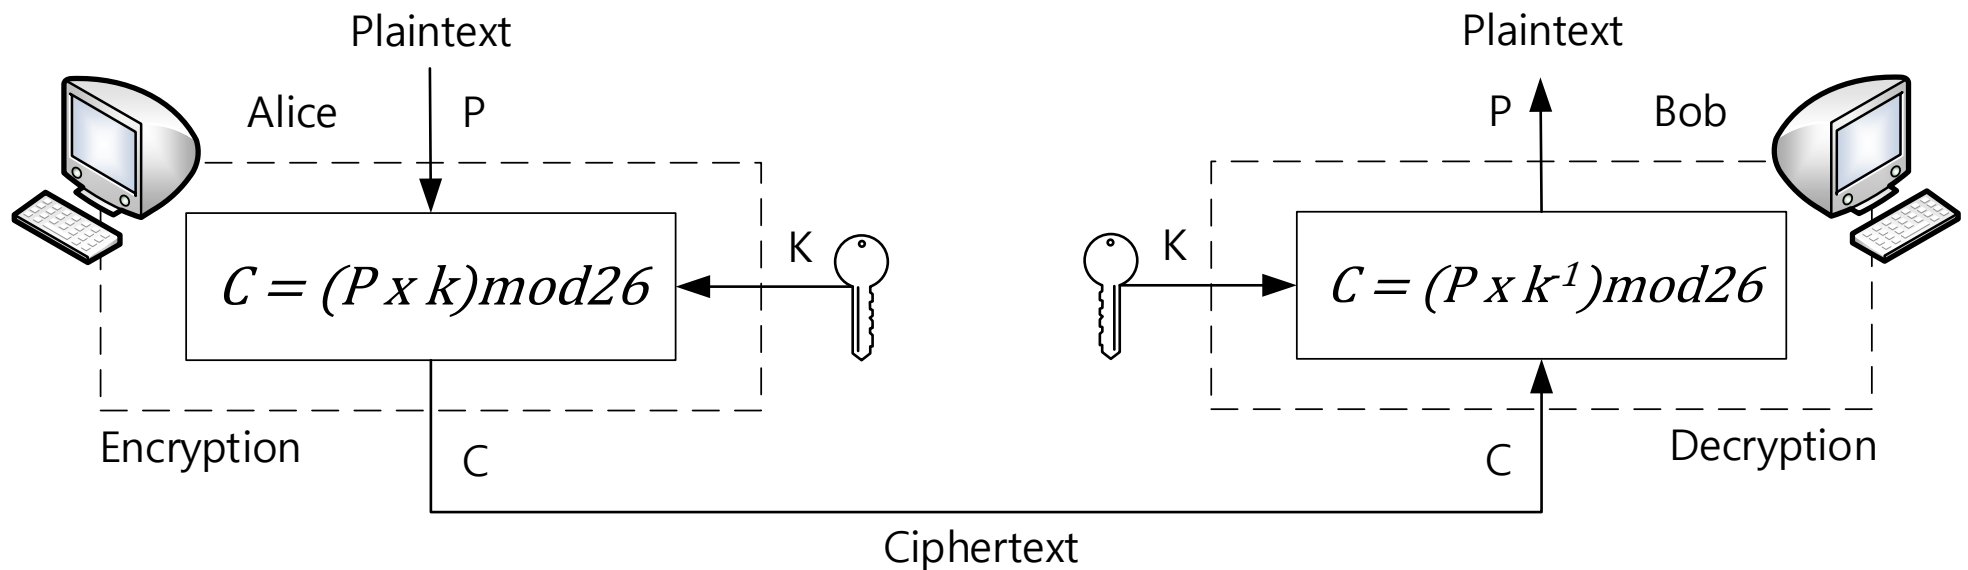 Plaintext
Plaintext
Alice
P
P
Bob
K
K
C = (P x k)mod26
C = (P x k⁻¹)mod26
Encryption
C
C
Decryption
Ciphertext